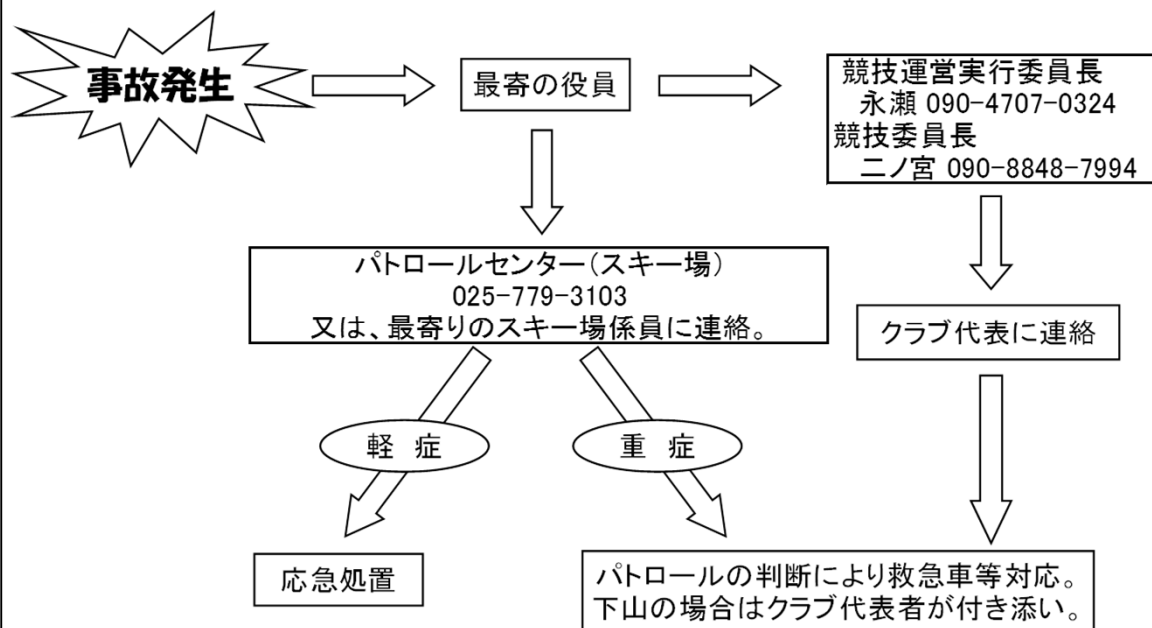 事故発生
最寄の役員
競技運営実行委員長
永瀬 090-4707-0324
競技委員長
二ノ宮 090-8848-7994
パトロールセンター（スキー場）
025-779-3103
又は、最寄りのスキー場係員に連絡。
クラブ代表に連絡
軽 症
重 症
応急処置
パトロールの判断により救急車等対応。
下山の場合はクラブ代表者が付き添い。